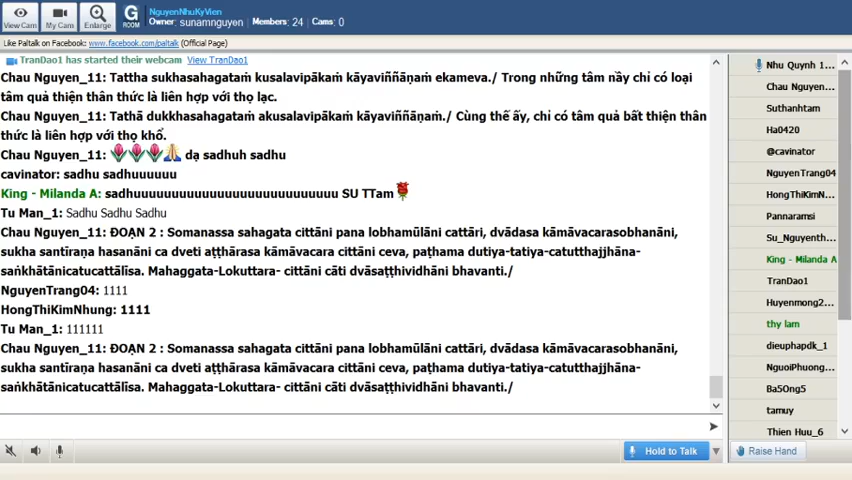 NguyenNhuKyVien
Owner: sunamnguyen Members: 24 Cams: 0
View Cam
My Cam
Enlarge
G
ROOM
Like Paltalk on Facebook: www.facebook.com/paltalk (Official Page)
TranDao1 has started their webcam View TranDao1
Chau Nguyen_11: Tattha sukhasahagataṁ kusalavipākaṁ kāyaviññāṇaṁ ekameva./ Trong những tâm nầy chỉ có loại
tâm quả thiện thân thức là liên hợp với thọ lạc.
Chau Nguyen_11: Tathā dukkhasahagataṁ akusalavipākaṁ kāyaviññāṇaṁ./ Cùng thế ấy, chỉ có tâm quả bất thiện thân
thức là liên hợp với thọ khổ.
Chau Nguyen_11: 🌷🌷🌷🙏 dạ sadhuh sadhu
cavinator: sadhu sadhuuuuuu
King - Milanda A: sadhuuuuuuuuuuuuuuuuuuuuuuuuuuu SU TTam🌹
Tu Man_1: Sadhu Sadhu Sadhu
Chau Nguyen_11: ĐOẠN 2 : Somanassa sahagata cittāni pana lobhamūlāni cattāri, dvādasa kāmāvacarasobhanāni,
sukha santīraṇa hasanāni ca dveti aṭṭhārasa kāmāvacara cittāni ceva, paṭhama dutiya-tatiya-catutthajjhāna-
saṅkhātānicatucattālīsa. Mahaggata-Lokuttara- cittāni cāti dvāsaṭṭhividhāni bhavanti./
NguyenTrang04: 1111
HongThiKimNhung: 1111
Tu Man_1: 111111
Chau Nguyen_11: ĐOẠN 2 : Somanassa sahagata cittāni pana lobhamūlāni cattāri, dvādasa kāmāvacarasobhanāni,
sukha santīraṇa hasanāni ca dveti aṭṭhārasa kāmāvacara cittāni ceva, paṭhama dutiya-tatiya-catutthajjhāna-
saṅkhātānicatucattālīsa. Mahaggata-Lokuttara- cittāni cāti dvāsaṭṭhividhāni bhavanti./
Hold to Talk
Nhu Quynh 1...
Chau Nguyen...
Suthanhtam
Ha0420
@cavinator
NguyenTrang04
HongThiKimN...
Pannaramsi
Su_Nguyenth...
King - Milanda A
TranDao1
Huyenmong2...
thy lam
dieuphapdk_1
NguoiPhuong...
Ba5Ong5
tamuy
Thien Huu_6
Raise Hand